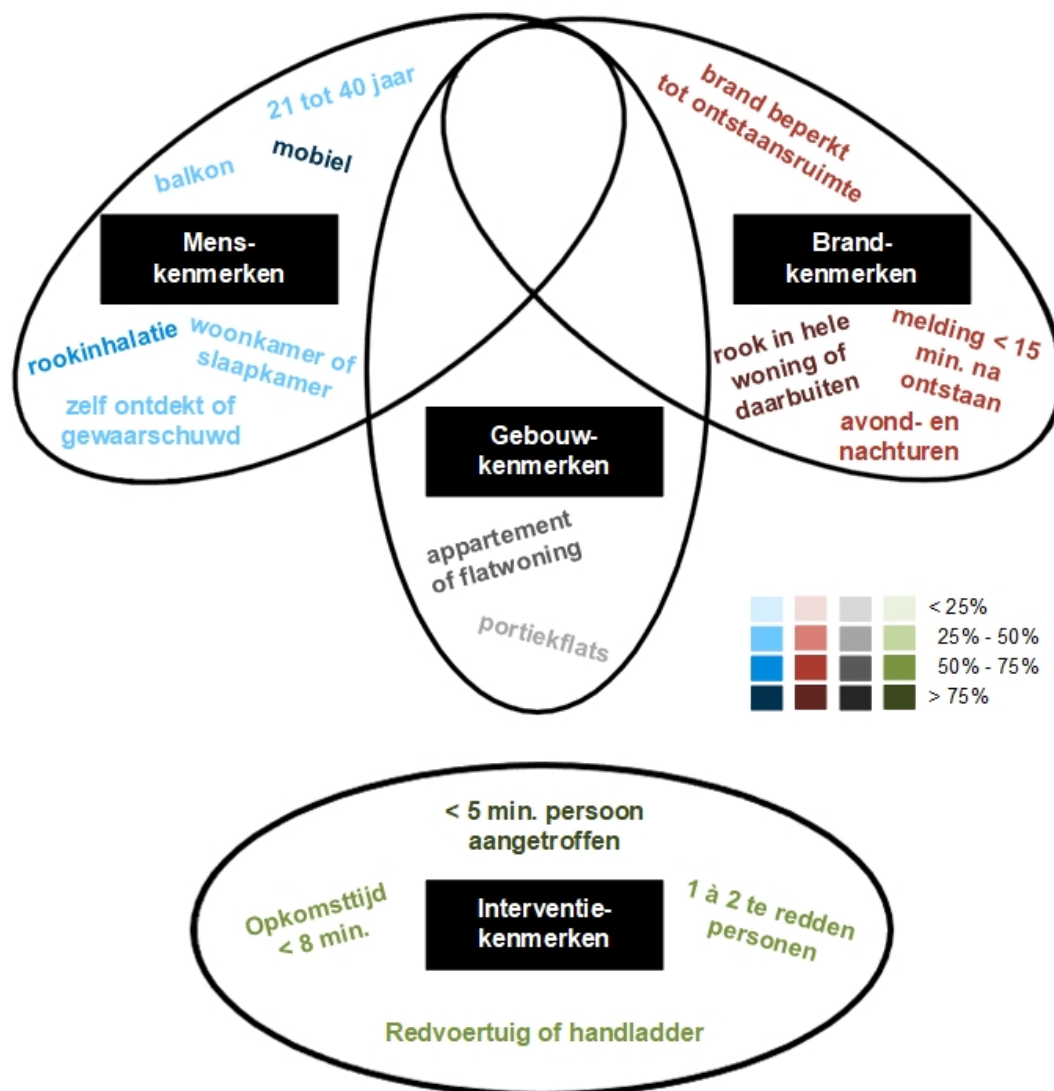 21 tot 40 jaar
mobiel
balkon
Mens-
kenmerken
rookinhalatie
woonkamer of
slaapkamer
zelf ontdekt of
gewaarschuwd
brand beperkt
tot ontstaansruimte
Brand-
kenmerken
rook in hele
woning of
daarbuiten
melding < 15
min. na
ontstaan
avond- en
nachturen
Gebouw-
kenmerken
appartement
of flatwoning
portiekflats
< 25%
25% - 50%
50% - 75%
> 75%
< 5 min. persoon
aangetroffen
Opkomsttijd
< 8 min.
Interventie-
kenmerken
1 à 2 te redden
personen
Redvoertuig of handladder